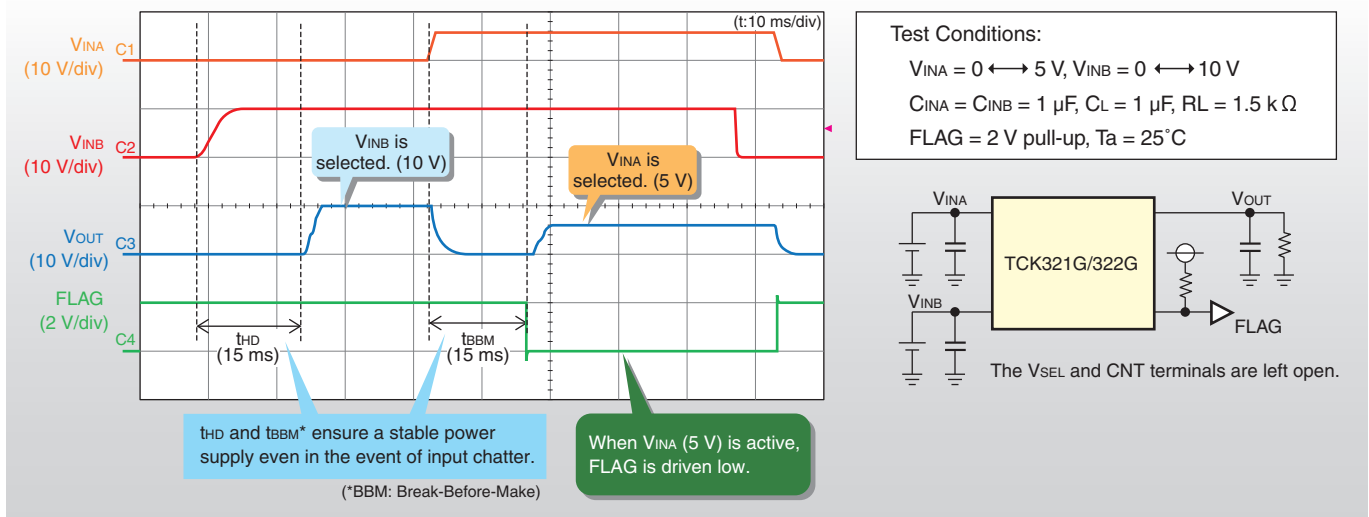 (t:10 ms/div)
VINA C1
(10 V/div)
VINB C2
(10 V/div)
VINB is
selected. (10 V)
VINA is
selected. (5 V)
VOUT C3
(10 V/div)
FLAG
(2 V/div)
C4
tHD
(15 ms)
tBBM
(15 ms)
tHD and tBBM* ensure a stable power
supply even in the event of input chatter.
(*BBM: Break-Before-Make)
When VINA (5 V) is active,
FLAG is driven low.
Test Conditions:
VINA = 0 ⟷ 5 V, VINB = 0 ⟷ 10 V
CINA = CINB = 1 µF, CL = 1 µF, RL = 1.5 k Ω
FLAG = 2 V pull-up, Ta = 25˚C
VINA
VOUT
TCK321G/322G
VINB
FLAG
The VSEL and CNT terminals are left open.